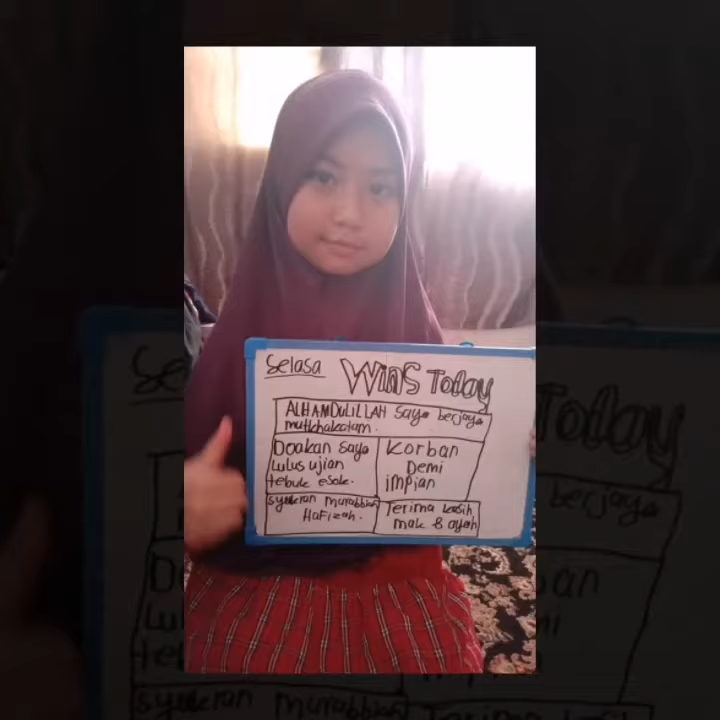 Selasa WINS Today
ALHAMDULILLAH saya berjaya
mutkhakatam.
Doakan saya
Lulus ujian
tebuk esok.
Korban
Demi
impian
syukran murabbiah
Hafizah.
Terima kasih
mak & ayah